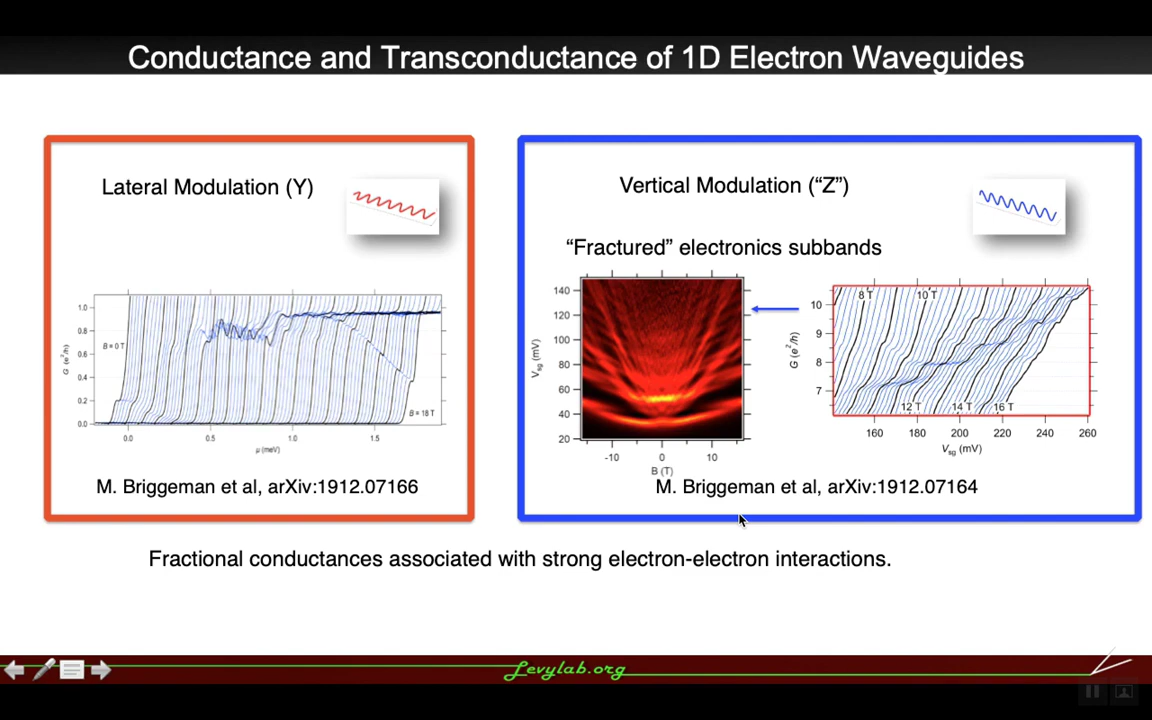 Conductance and Transconductance of 1D Electron Waveguides
Lateral Modulation (Y)
1.0
0.8
0.6
0.4
0.2
0.0
G (e²/h)
B = 0 T
B = 18 T
0.0 0.5 1.0 1.5
μ (meV)
M. Briggeman et al, arXiv:1912.07166
Vertical Modulation (“Z”)
“Fractured” electronics subbands
140
120
100
80
60
40
20
Vsg (mV)
-10 0 10
B (T)
10
9
8
7
G (e²/h)
8 T 10 T
12 T 14 T 16 T
160 180 200 220 240 260
Vsg (mV)
M. Briggeman et al, arXiv:1912.07164
Fractional conductances associated with strong electron-electron interactions.
Levylab.org